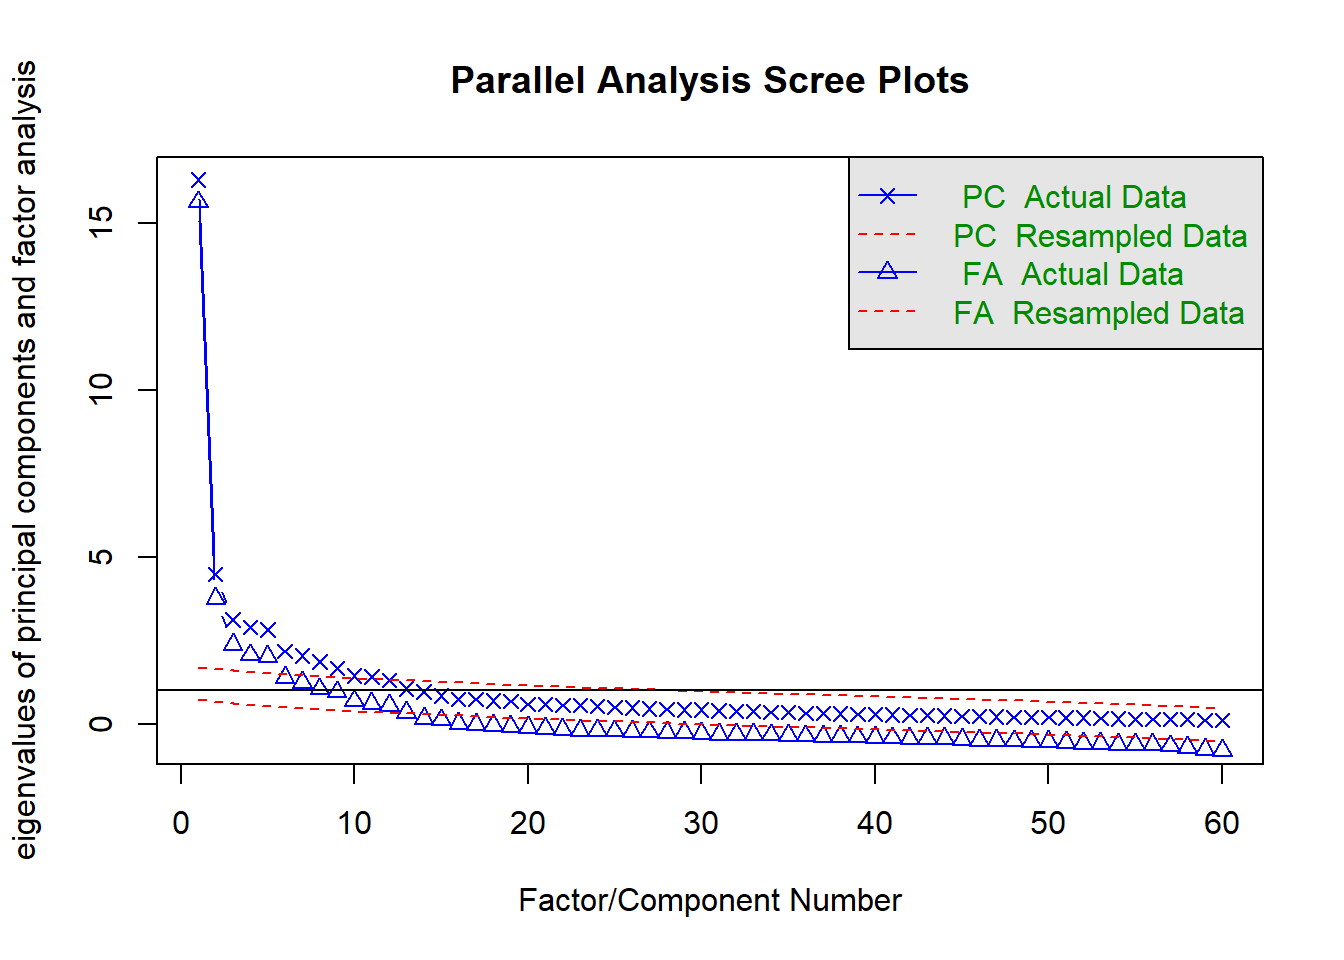 Parallel Analysis Scree Plots
eigenvalues of principal components and factor analysis
15
10
5
0
PC Actual Data
PC Resampled Data
FA Actual Data
FA Resampled Data
0 10 20 30 40 50 60
Factor/Component Number